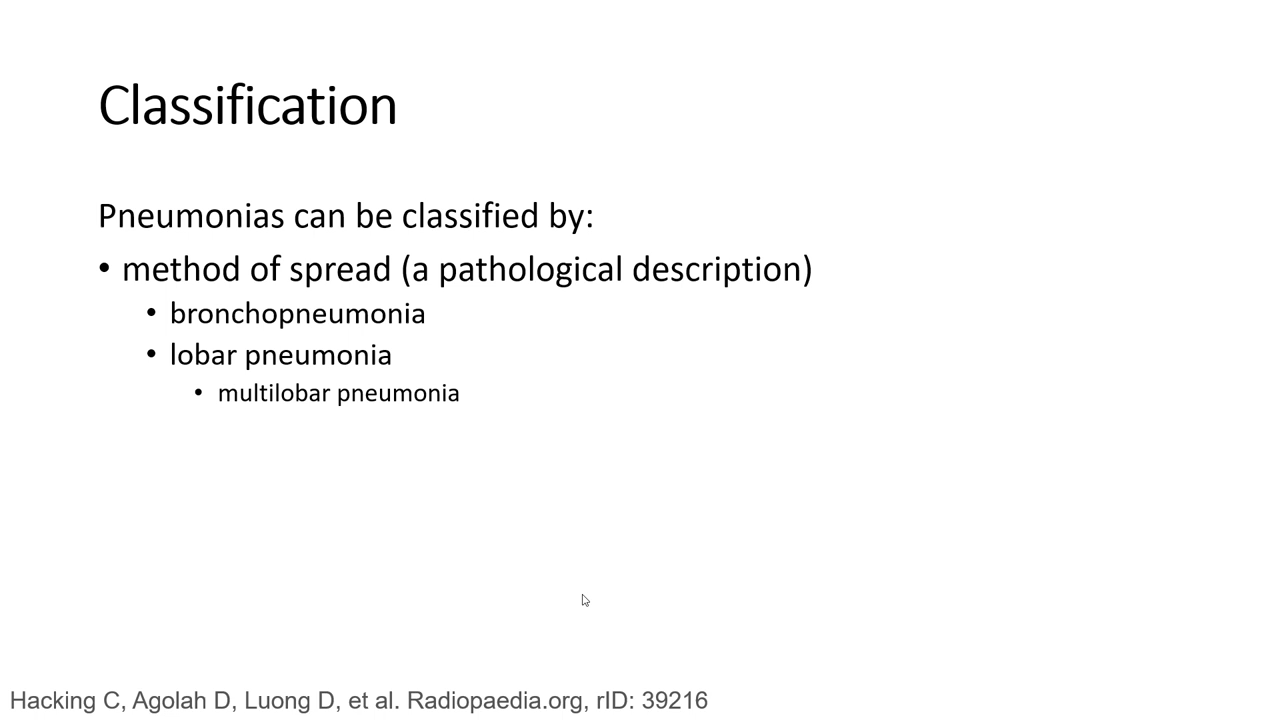 Classification
Pneumonias can be classified by:
• method of spread (a pathological description)
• bronchopneumonia
• lobar pneumonia
• multilobar pneumonia
Hacking C, Agolah D, Luong D, et al. Radiopaedia.org, rID: 39216